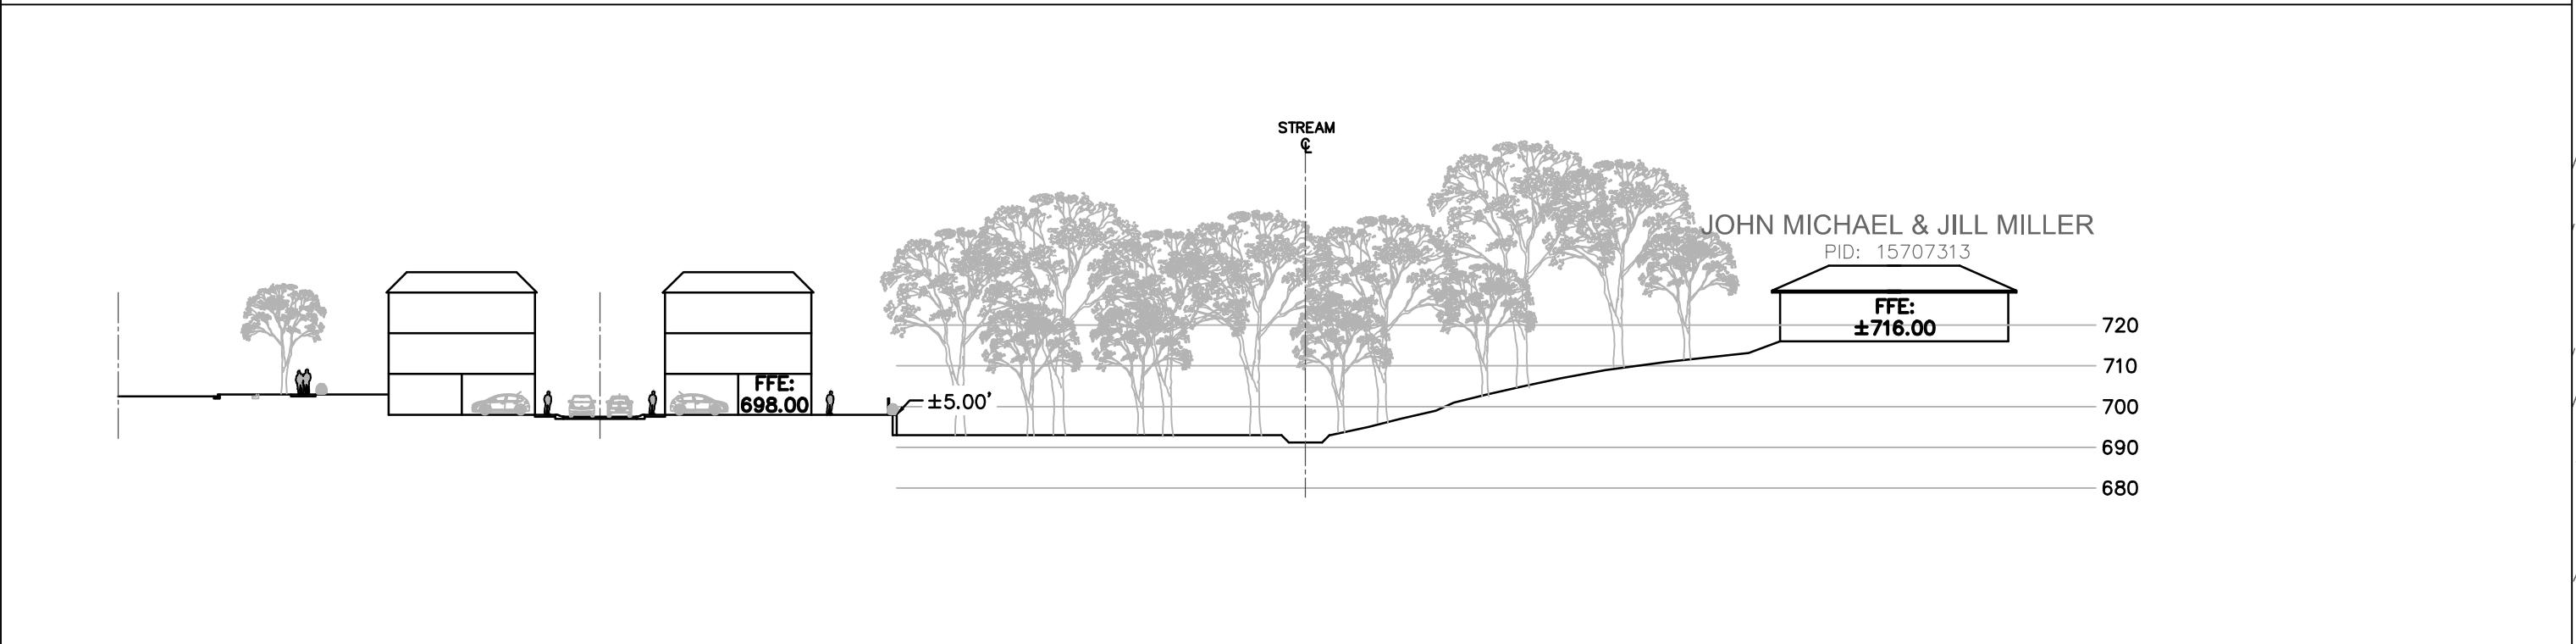 STREAM
℄
JOHN MICHAEL & JILL MILLER
PID: 15707313
FFE:
±716.00
720
710
FFE:
698.00
±5.00'
700
690
680